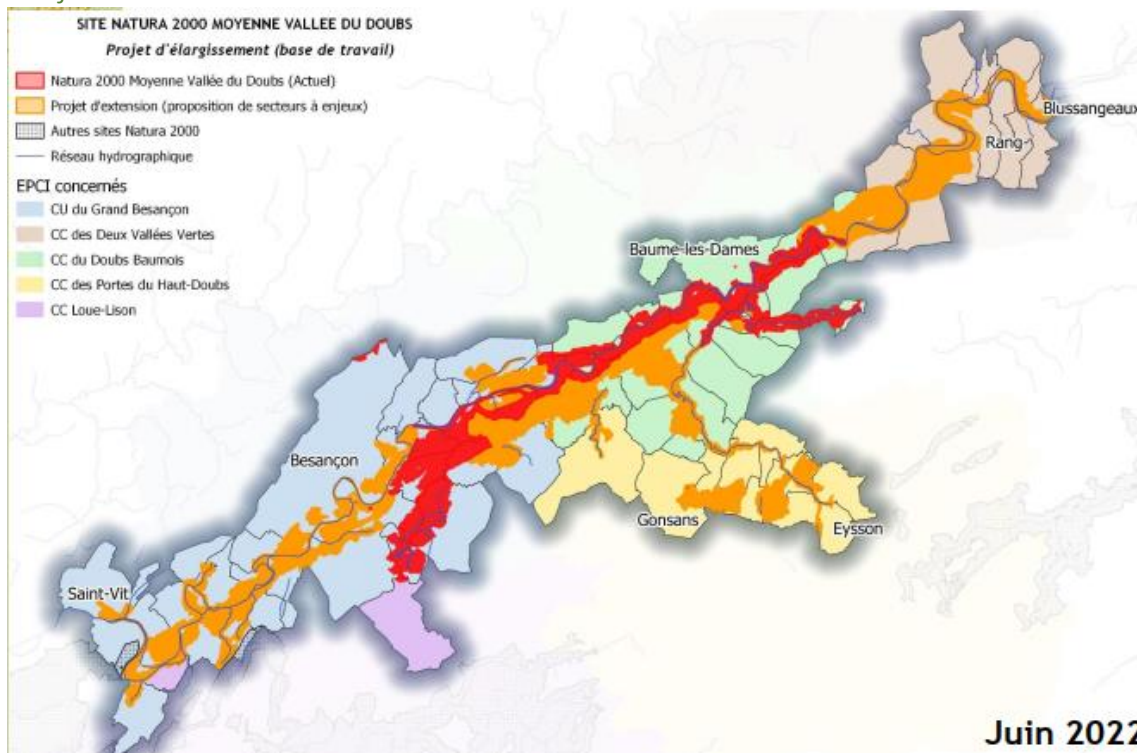 SITE NATURA 2000 MOYENNE VALLEE DU DOUBS
Projet d'élargissement (base de travail)
Natura 2000 Moyenne Vallée du Doubs (Actuel)
Projet d'extension (proposition de secteurs à enjeux)
Autres sites Natura 2000
Réseau hydrographique
EPCI concernés
CU du Grand Besançon
CC des Deux Vallées Vertes
CC du Doubs Baumois
CC des Portes du Haut-Doubs
CC Loue-Lison
Blussangeaux
Rang
Baume-les-Dames
Besançon
Gonsans
Eysson
Saint-Vit
Juin 2022